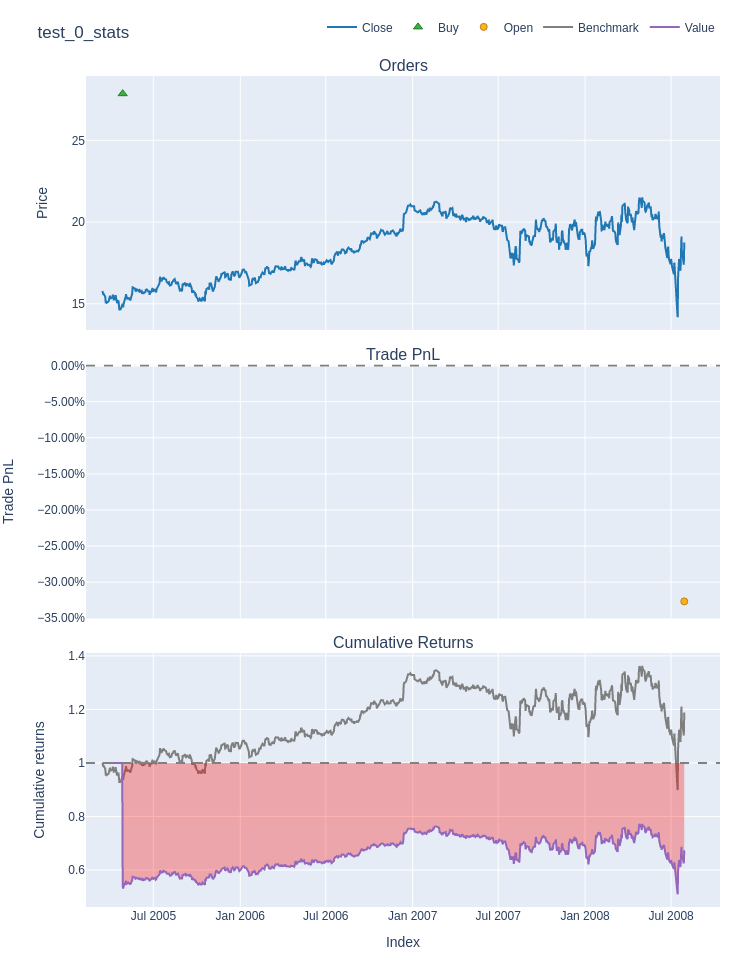 test_0_stats
Close Buy Open Benchmark Value
Orders
25
20
15
Price
Trade PnL
0.00%
−5.00%
−10.00%
−15.00%
−20.00%
−25.00%
−30.00%
−35.00%
Trade PnL
Cumulative Returns
1.4
1.2
1
0.8
0.6
Cumulative returns
Jul 2005 Jan 2006 Jul 2006 Jan 2007 Jul 2007 Jan 2008 Jul 2008
Index